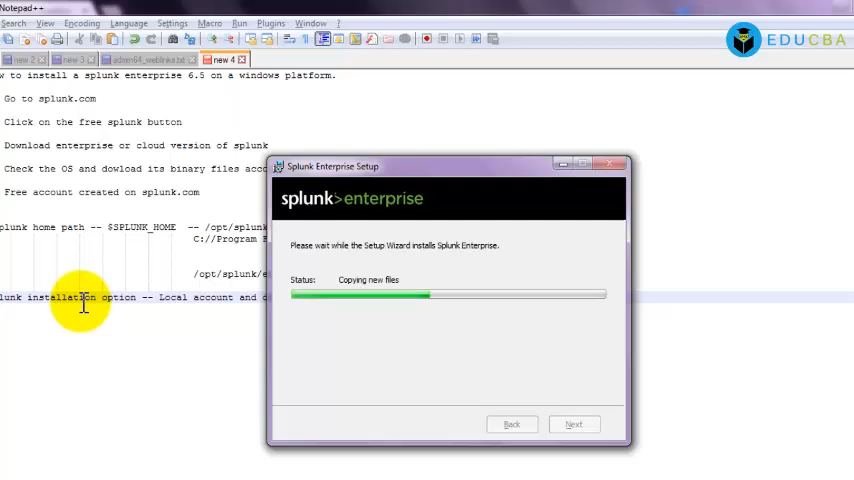 Notepad++
Search View Encoding Language Settings Macro Run Plugins Window ?
EDUCBA
new 2 new 3 admin64_weblinks.txt new 4
w to install a splunk enterprise 6.5 on a windows platform.
Go to splunk.com
Click on the free splunk button
Download enterprise or cloud version of splunk
Check the OS and dowload its binary files acco
Free account created on splunk.com
plunk home path -- $SPLUNK_HOME -- /opt/splun
C://Program F
/opt/splunk/e
lunk installation option -- Local account and d
Splunk Enterprise Setup
splunk>enterprise
Please wait while the Setup Wizard installs Splunk Enterprise.
Status: Copying new files
Back Next